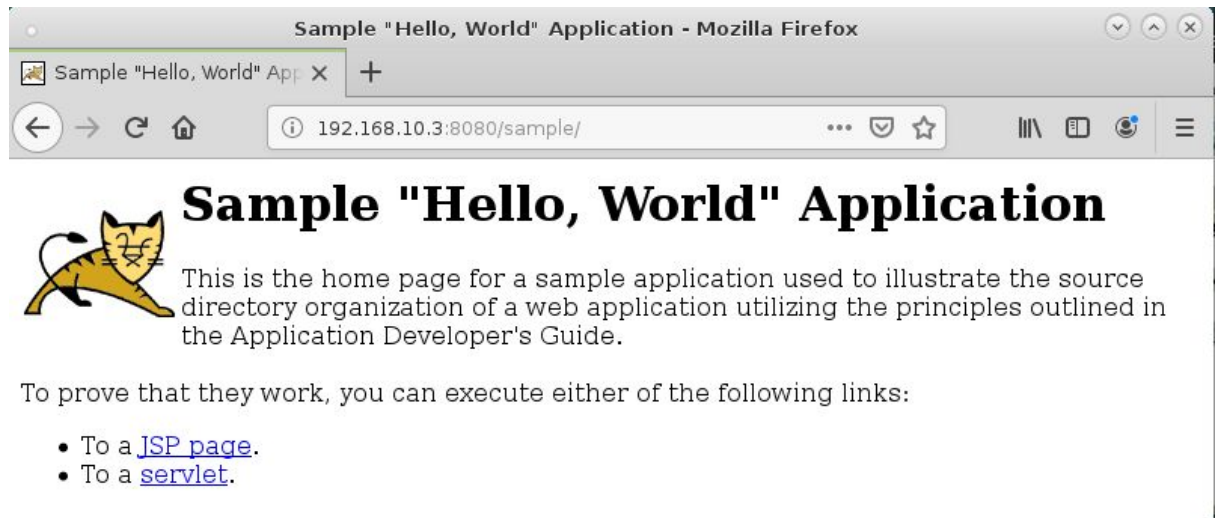 Sample "Hello, World" Application - Mozilla Firefox
Sample "Hello, World" App
192.168.10.3:8080/sample/
Sample "Hello, World" Application
This is the home page for a sample application used to illustrate the source
directory organization of a web application utilizing the principles outlined in
the Application Developer's Guide.
To prove that they work, you can execute either of the following links:
• To a JSP page.
• To a servlet.